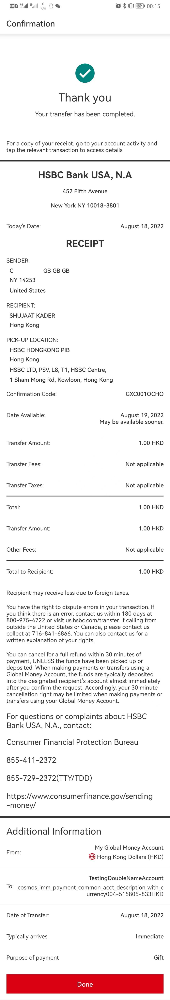 HD 1 4G 4G 0 K/s 69 00:15
Confirmation
Thank you
Your transfer has been completed.
For a copy of your receipt, go to your account activity and
tap the relevant transaction to access details
HSBC Bank USA, N.A
452 Fifth Avenue
New York NY 10018-3801
Today's Date: August 18, 2022
RECEIPT
SENDER:
C GB GB GB
NY 14253
United States
RECIPIENT:
SHUJAAT KADER
Hong Kong
PICK-UP LOCATION:
HSBC HONGKONG PIB
Hong Kong
HSBC LTD, PSV, L8, T1, HSBC Centre,
1 Sham Mong Rd, Kowloon, Hong Kong
Confirmation Code: GXC001OCHO
Date Available: August 19, 2022
May be available sooner.
Transfer Amount: 1.00 HKD
Transfer Fees: Not applicable
Transfer Taxes: Not applicable
Total: 1.00 HKD
Transfer Amount: 1.00 HKD
Other Fees: Not applicable
Total to Recipient: 1.00 HKD
Recipient may receive less due to foreign taxes.
You have the right to dispute errors in your transaction. If
you think there is an error, contact us within 180 days at
800-975-4722 or visit us.hsbc.com/transfer. If calling from
outside the United States or Canada, please contact us
collect at 716-841-6866. You can also contact us for a
written explanation of your rights.
You can cancel for a full refund within 30 minutes of
payment, UNLESS the funds have been picked up or
deposited. When making payments or transfers using a
Global Money Account, the funds are typically deposited
into the designated recipient's account almost immediately
after you confirm the request. Accordingly, your 30 minute
cancellation right may be limited when making payments or
transfers using your Global Money Account.
For questions or complaints about HSBC
Bank USA, N.A., contact:
Consumer Financial Protection Bureau
855-411-2372
855-729-2372(TTY/TDD)
https://www.consumerfinance.gov/sending
-money/
Additional Information
From: My Global Money Account
Hong Kong Dollars (HKD)
TestingDoubleNameAccount
To: cosmos_imm_payment_common_acct_description_with_c
urrency004-515805-833HKD
Date of Transfer: August 18, 2022
Typically arrives Immediate
Purpose of payment Gift
Done